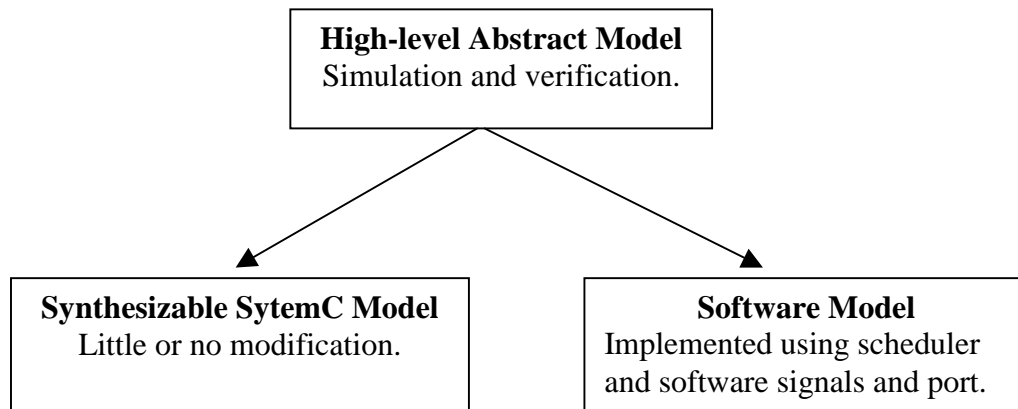 High-level Abstract Model
Simulation and verification.
Synthesizable SytemC Model
Little or no modification.
Software Model
Implemented using scheduler
and software signals and port.